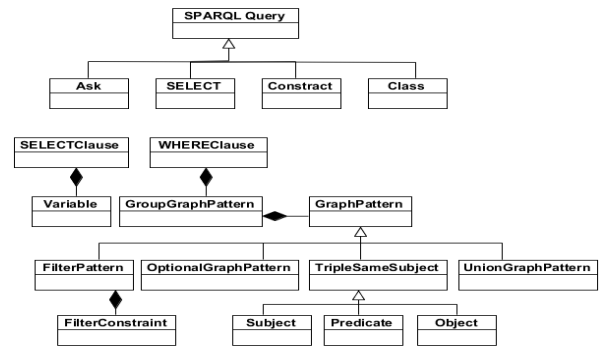 SPARQL Query
Ask SELECT Constract Class
SELECTClause WHEREClause
Variable GroupGraphPattern GraphPattern
FilterPattern OptionalGraphPattern TripleSameSubject UnionGraphPattern
FilterConstraint Subject Predicate Object